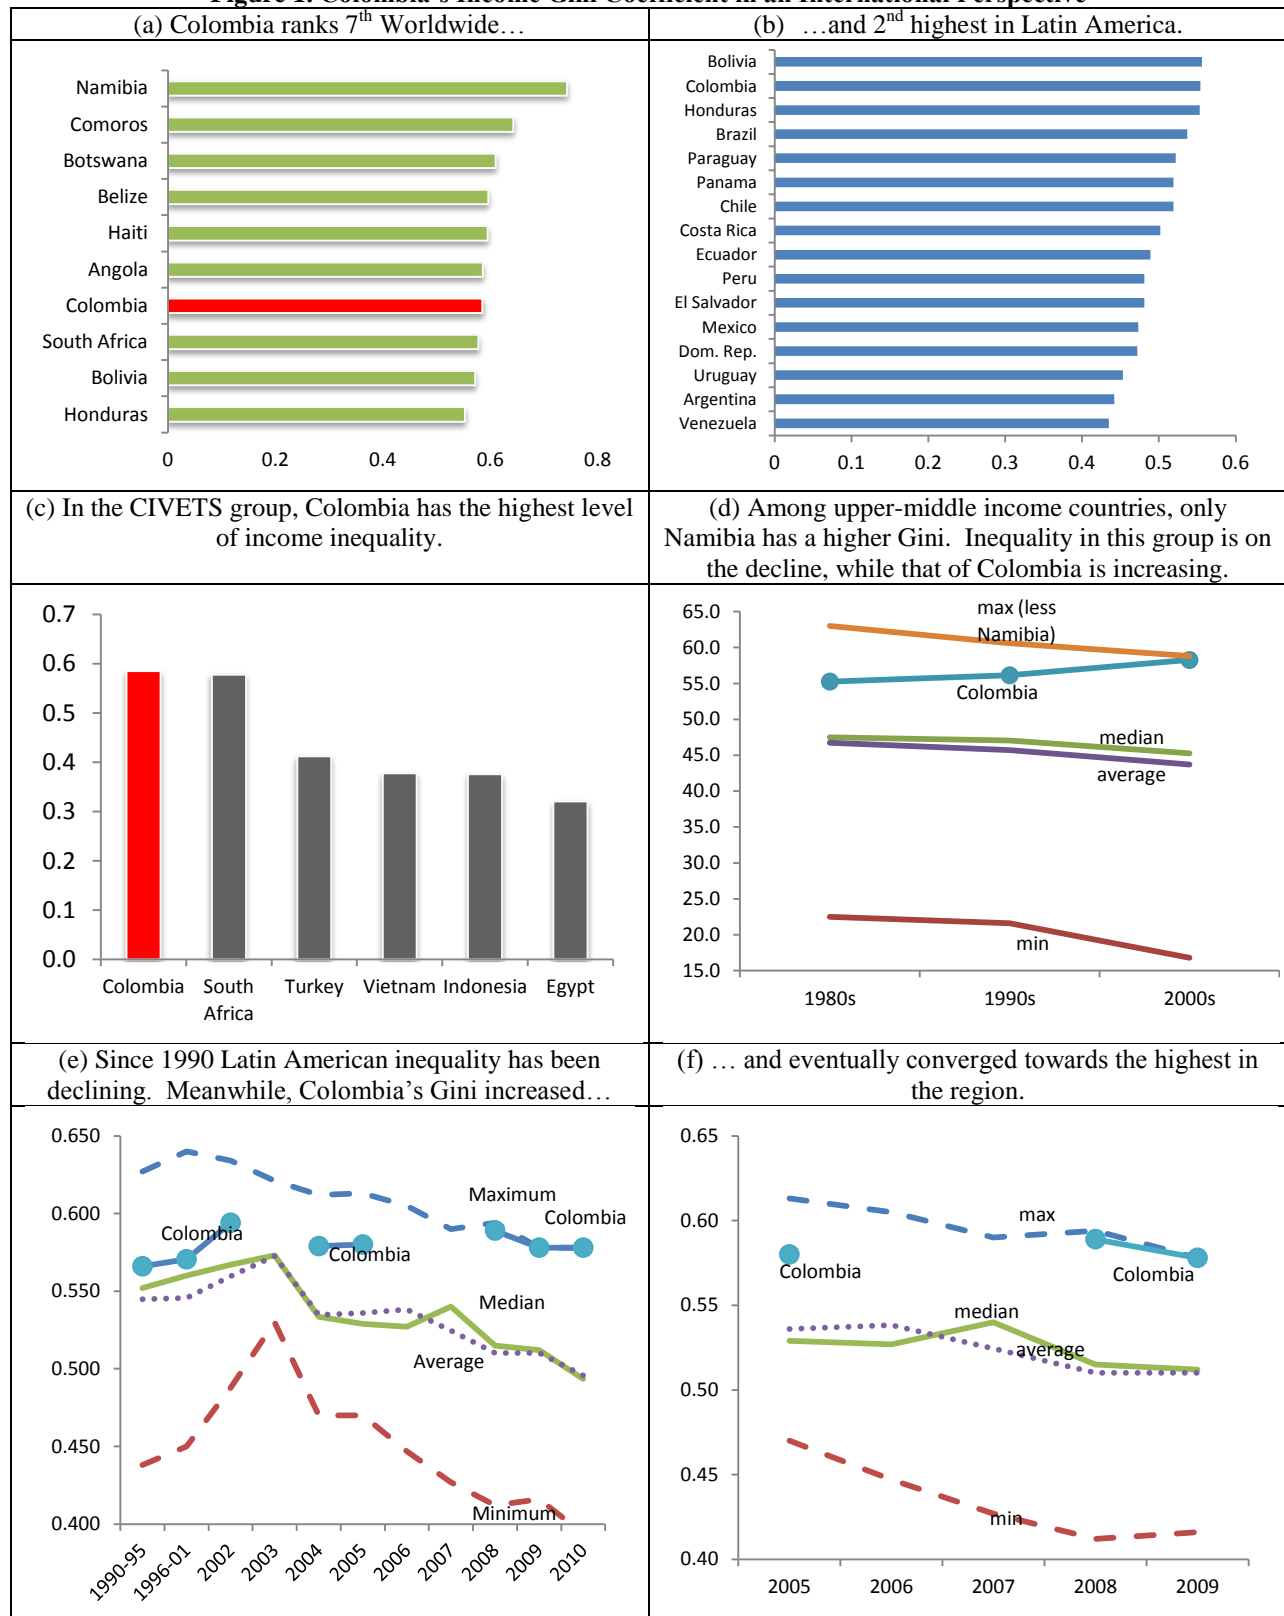 Figure 1. Colombia's Income Gini Coefficient in an International Perspective
(a) Colombia ranks 7th Worldwide…
(b) …and 2nd highest in Latin America.
Namibia
Comoros
Botswana
Belize
Haiti
Angola
Colombia
South Africa
Bolivia
Honduras
0 0.2 0.4 0.6 0.8
Bolivia
Colombia
Honduras
Brazil
Paraguay
Panama
Chile
Costa Rica
Ecuador
Peru
El Salvador
Mexico
Dom. Rep.
Uruguay
Argentina
Venezuela
0 0.1 0.2 0.3 0.4 0.5 0.6
(c) In the CIVETS group, Colombia has the highest level
of income inequality.
(d) Among upper-middle income countries, only
Namibia has a higher Gini. Inequality in this group is on
the decline, while that of Colombia is increasing.
0.7
0.6
0.5
0.4
0.3
0.2
0.1
0.0
Colombia South Turkey Vietnam Indonesia Egypt
Africa
65.0
60.0
55.0
50.0
45.0
40.0
35.0
30.0
25.0
20.0
15.0
max (less
Namibia)
Colombia
median
average
min
1980s 1990s 2000s
(e) Since 1990 Latin American inequality has been
declining. Meanwhile, Colombia's Gini increased…
(f) … and eventually converged towards the highest in
the region.
0.650
0.600
0.550
0.500
0.450
0.400
Maximum
Colombia
Colombia
Colombia
Median
Average
Minimum
1990-95 1996-01 2002 2003 2004 2005 2006 2007 2008 2009 2010
0.65
0.60
0.55
0.50
0.45
0.40
max
Colombia
Colombia
median
average
min
2005 2006 2007 2008 2009